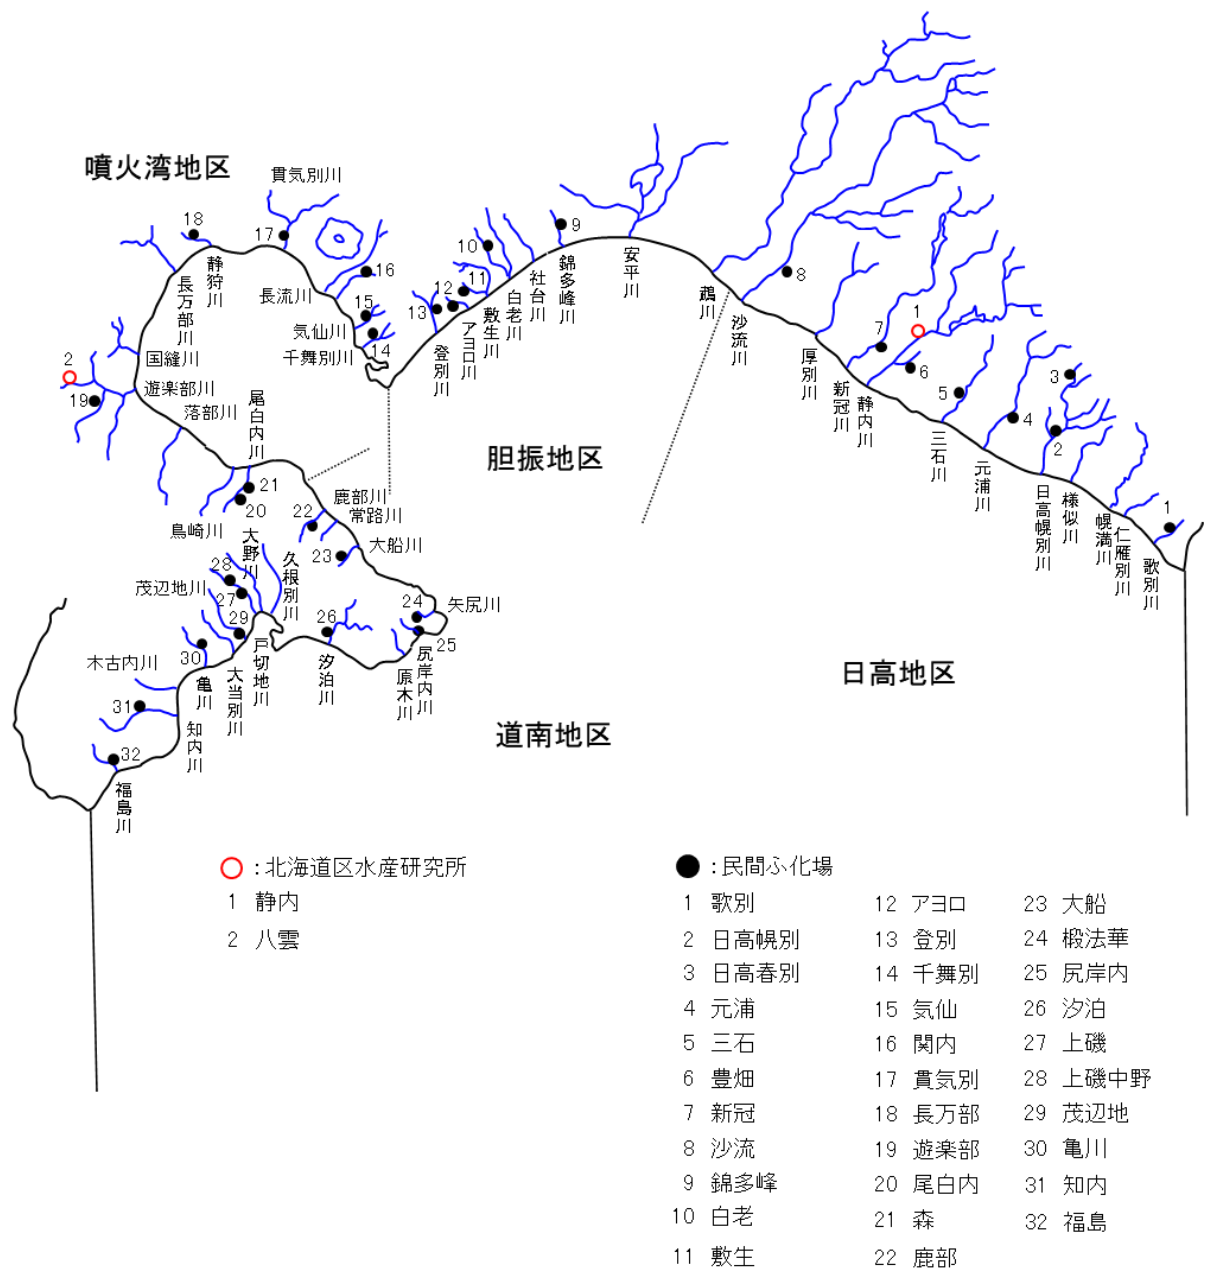 噴火湾地区
貫気別川
18
17
静狩川
長万部川
16
長流川
15
気仙川
千舞別川
14
国縫川
2
遊楽部川
19
落部川
尾白内川
10
9
11
12
13
登別川
アヨロ川
敷生川
白老川
社台川
錦多峰川
安平川
鵡川
沙流川
8
厚別川
新冠川
静内川
7
1
6
5
三石川
4
元浦川
3
2
日高幌別川
様似川
幌満川
仁雁別川
歌別川
1
胆振地区
21
20
鳥崎川
22
鹿部川
常路川
23
大船川
大野川
久根別川
28
茂辺地川
27
29
26
24
矢尻川
25
30
木古内川
亀川
大当別川
戸切地川
汐泊川
原木川
尻岸内川
31
知内川
32
福島川
道南地区
日高地区
:北海道区水産研究所
1 静内
2 八雲
:民間ふ化場
1 歌別
2 日高幌別
3 日高春別
4 元浦
5 三石
6 豊畑
7 新冠
8 沙流
9 錦多峰
10 白老
11 敷生
12 アヨロ
13 登別
14 千舞別
15 気仙
16 関内
17 貫気別
18 長万部
19 遊楽部
20 尾白内
21 森
22 鹿部
23 大船
24 椴法華
25 尻岸内
26 汐泊
27 上磯
28 上磯中野
29 茂辺地
30 亀川
31 知内
32 福島